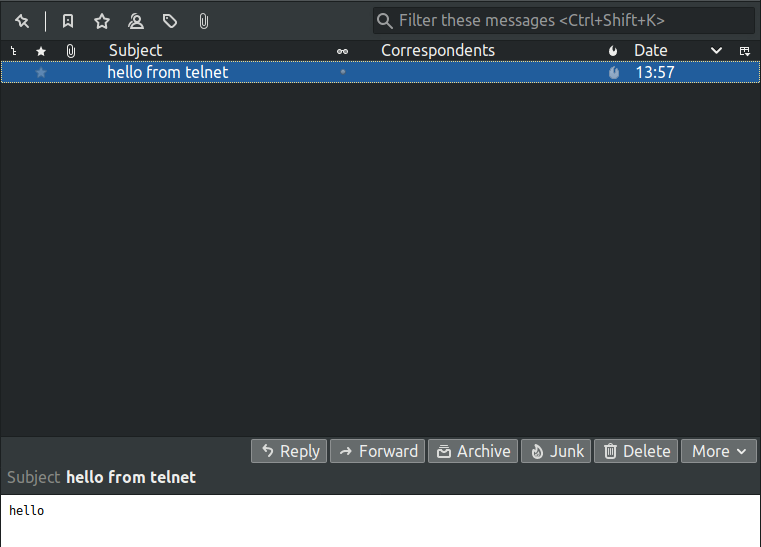 Filter these messages <Ctrl+Shift+K>
Subject Correspondents Date
hello from telnet 13:57
Reply Forward Archive Junk Delete More
Subject hello from telnet
hello